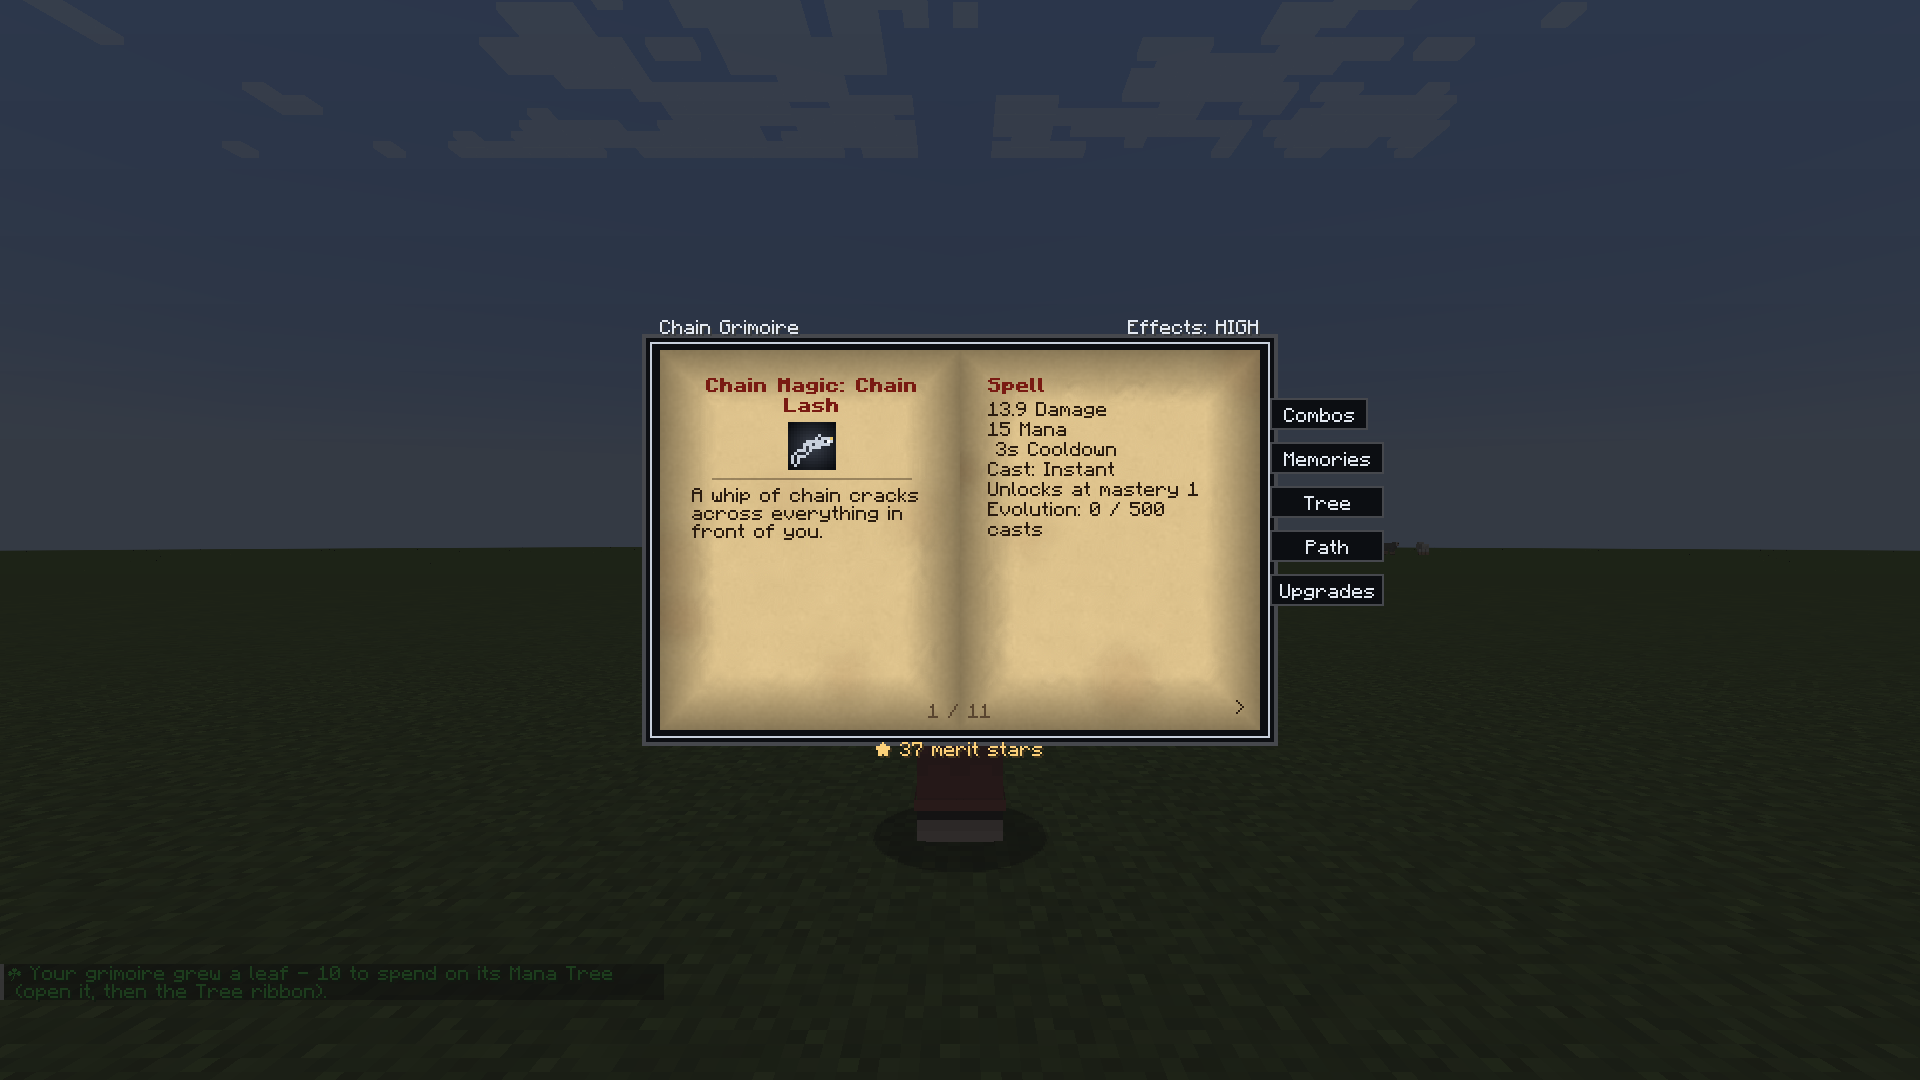 Chain Grimoire
Effects: HIGH
Chain Magic: Chain
Lash
A whip of chain cracks
across everything in
front of you.
Spell
13.9 Damage
15 Mana
3s Cooldown
Cast: Instant
Unlocks at mastery 1
Evolution: 0 / 500
casts
1 / 11
>
Combos
Memories
Tree
Path
Upgrades
★ 37 merit stars
☘ Your grimoire grew a leaf – 10 to spend on its Mana Tree
(open it, then the Tree ribbon).